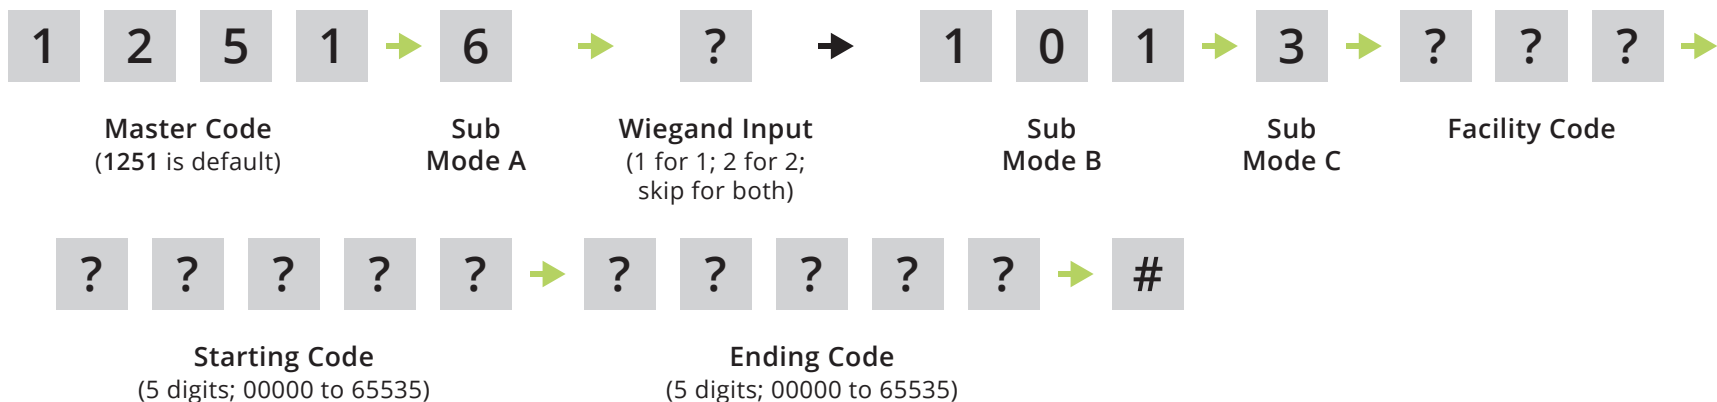 1 2 5 1 6 ? 1 0 1 3 ? ? ?
Master Code Sub Wiegand Input Sub Sub Facility Code
(1251 is default) Mode A (1 for 1; 2 for 2; Mode B Mode C
skip for both)
? ? ? ? ? ? ? ? ? ? #
Starting Code Ending Code
(5 digits; 00000 to 65535) (5 digits; 00000 to 65535)